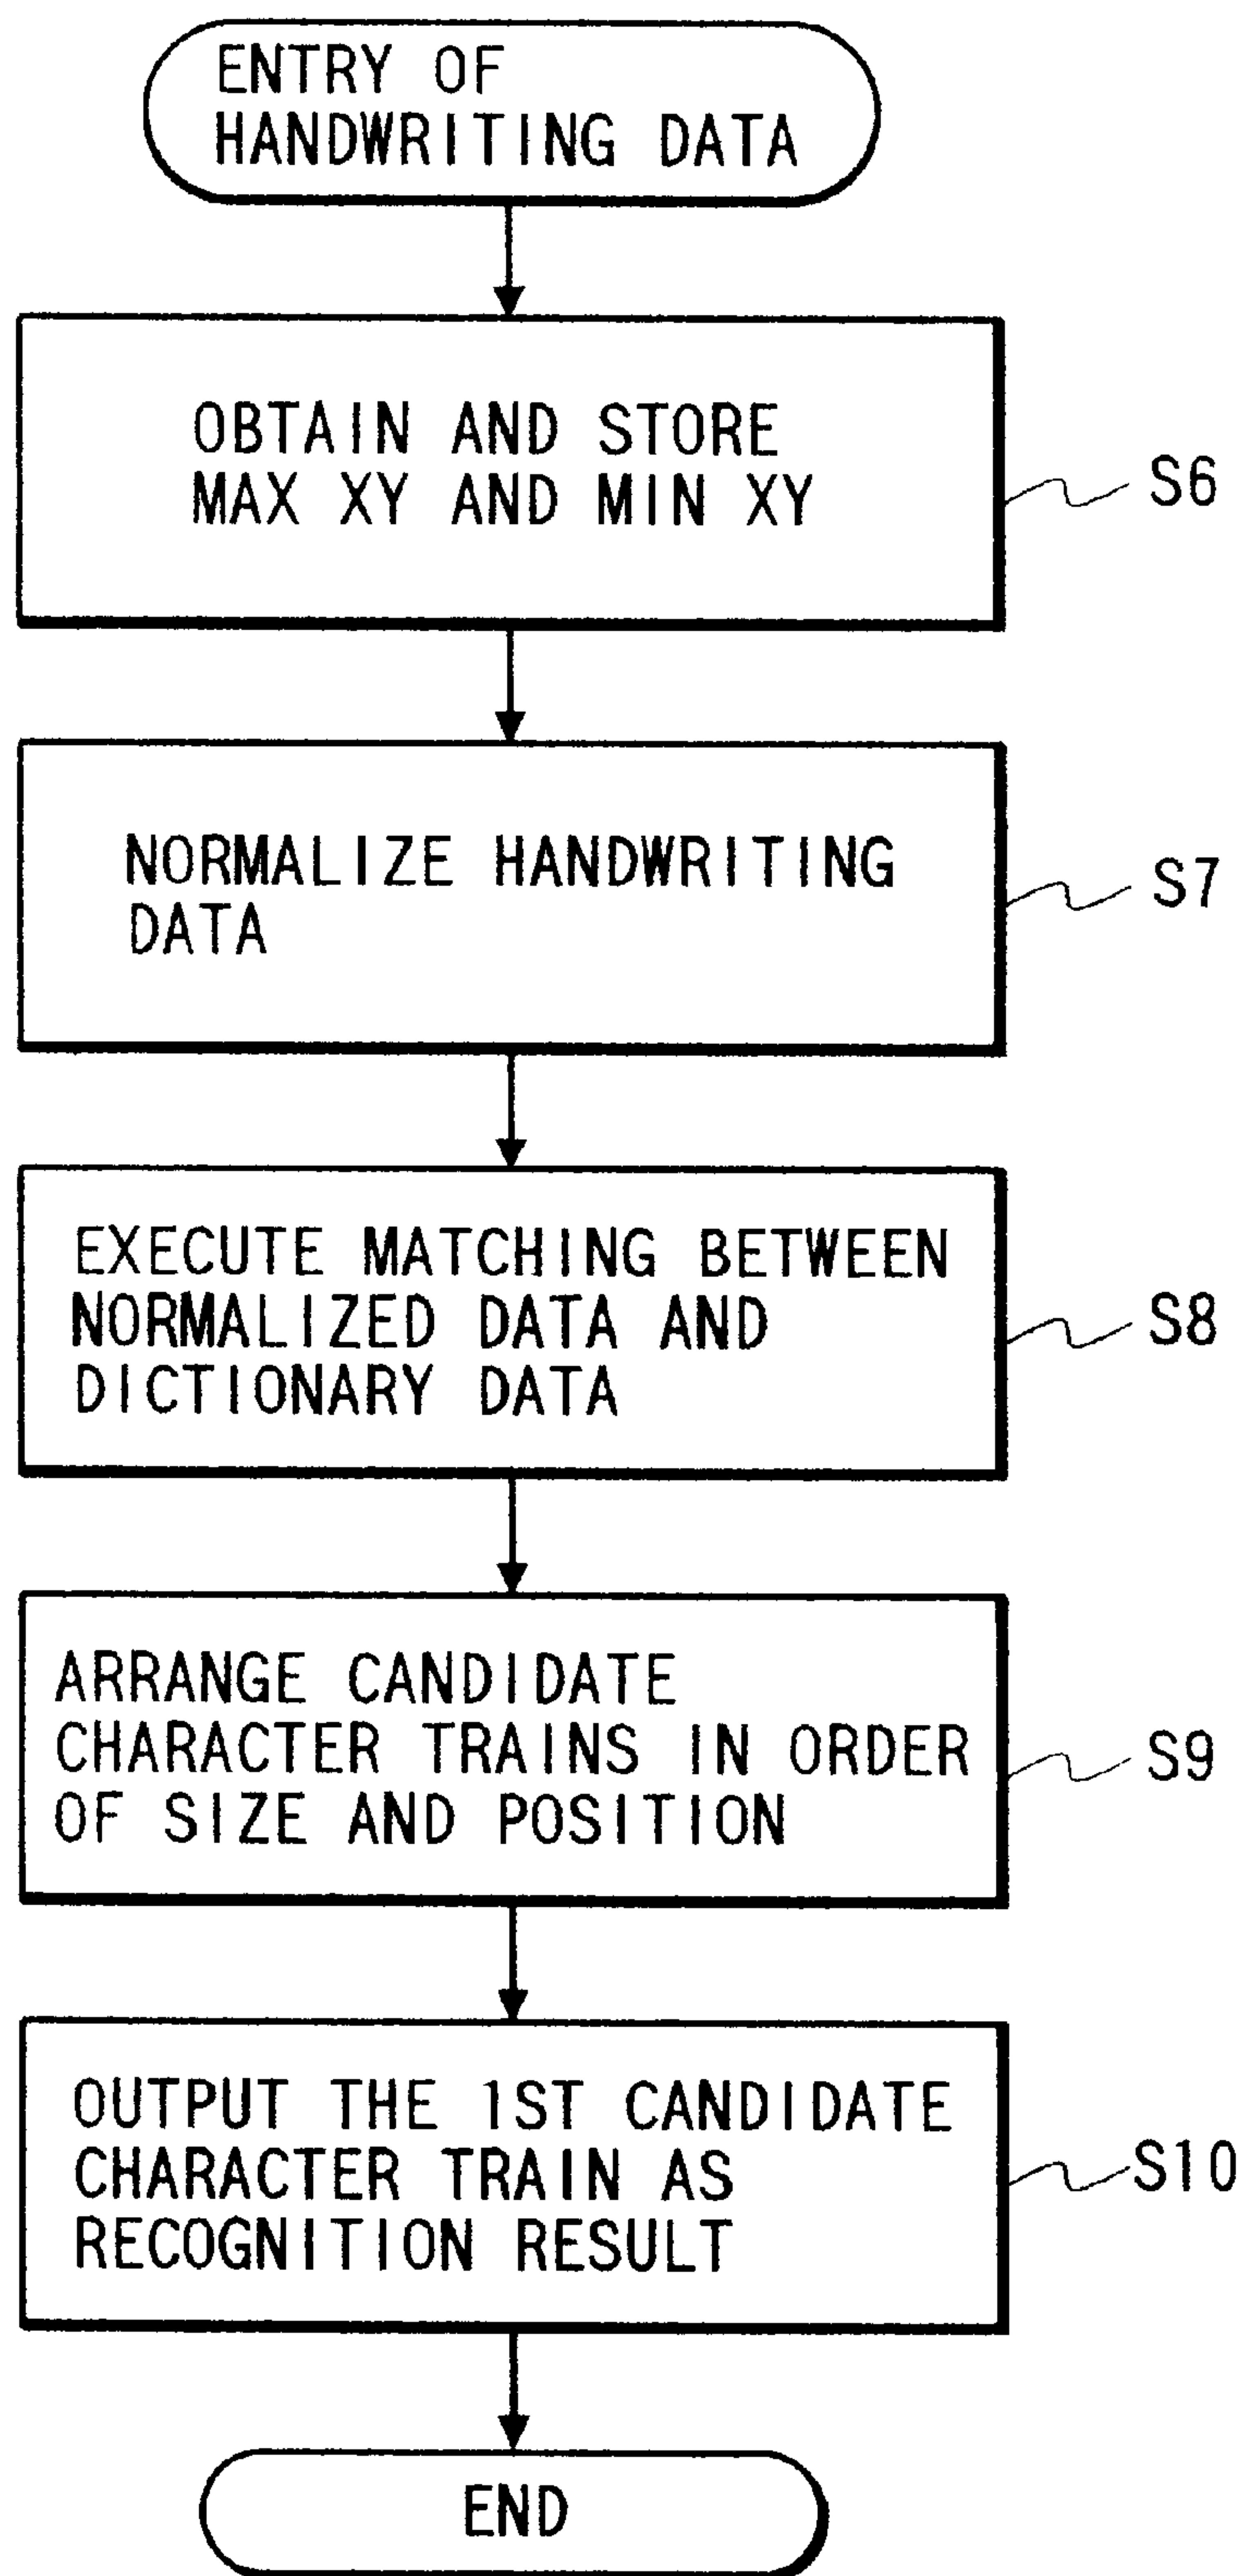 ENTRY OF
HANDWRITING DATA
OBTAIN AND STORE
MAX XY AND MIN XY
S6
NORMALIZE HANDWRITING
DATA
S7
EXECUTE MATCHING BETWEEN
NORMALIZED DATA AND
DICTIONARY DATA
S8
ARRANGE CANDIDATE
CHARACTER TRAINS IN ORDER
OF SIZE AND POSITION
S9
OUTPUT THE 1ST CANDIDATE
CHARACTER TRAIN AS
RECOGNITION RESULT
S10
END